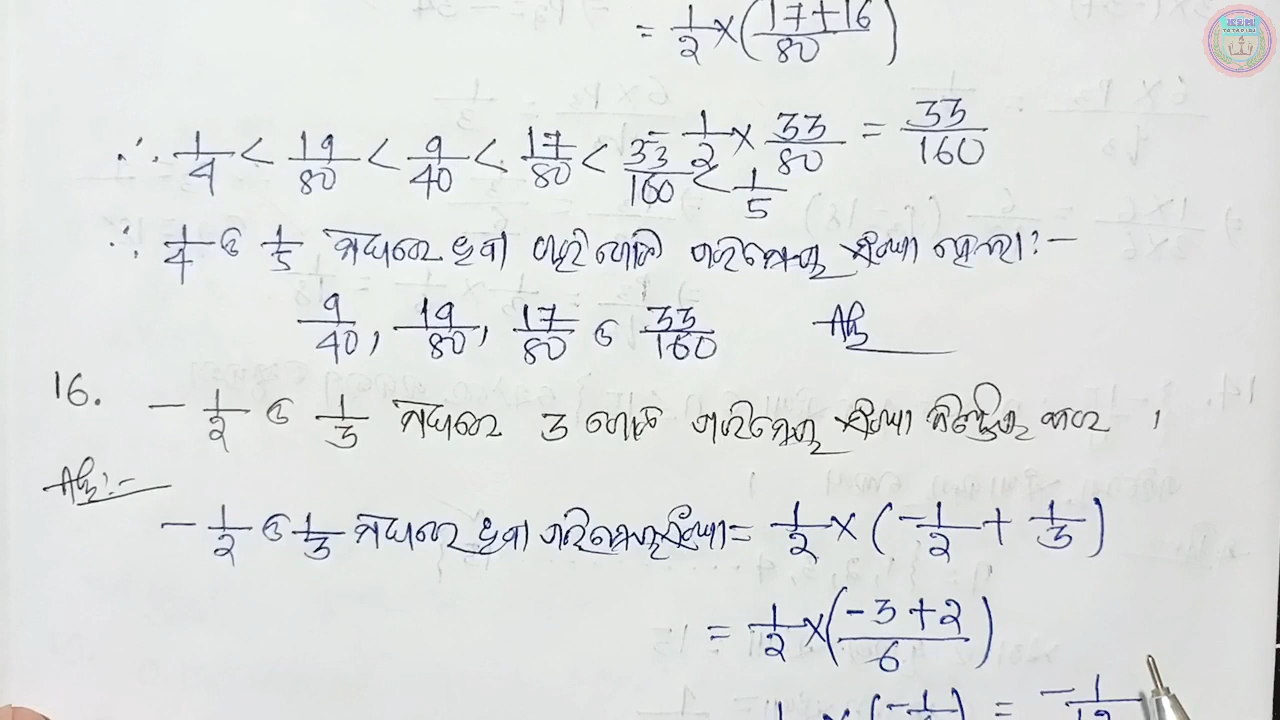 = 1/2 × (17+16/80)
= 1/2 × 33/80 = 33/160
∴ 1/4 < 19/80 < 9/40 < 17/80 < 33/160 < 1/5
∴ 1/4 ଓ 1/5 ମଧ୍ୟରେ ଥିବା ଚାରି ଗୋଟି ପରିମେୟ ସଂଖ୍ୟା ହେଲା:-
9/40, 19/80, 17/80 ଓ 33/160 Ans
16. - 1/2 ଓ 1/3 ମଧ୍ୟରେ 3 ଗୋଟି ପରିମେୟ ସଂଖ୍ୟା ନିର୍ଣ୍ଣୟ କର ।
Ans:-
- 1/2 ଓ 1/3 ମଧ୍ୟରେ ଥିବା ପରିମେୟ ସଂଖ୍ୟା = 1/2 × (-1/2 + 1/3)
= 1/2 × (-3+2/6)